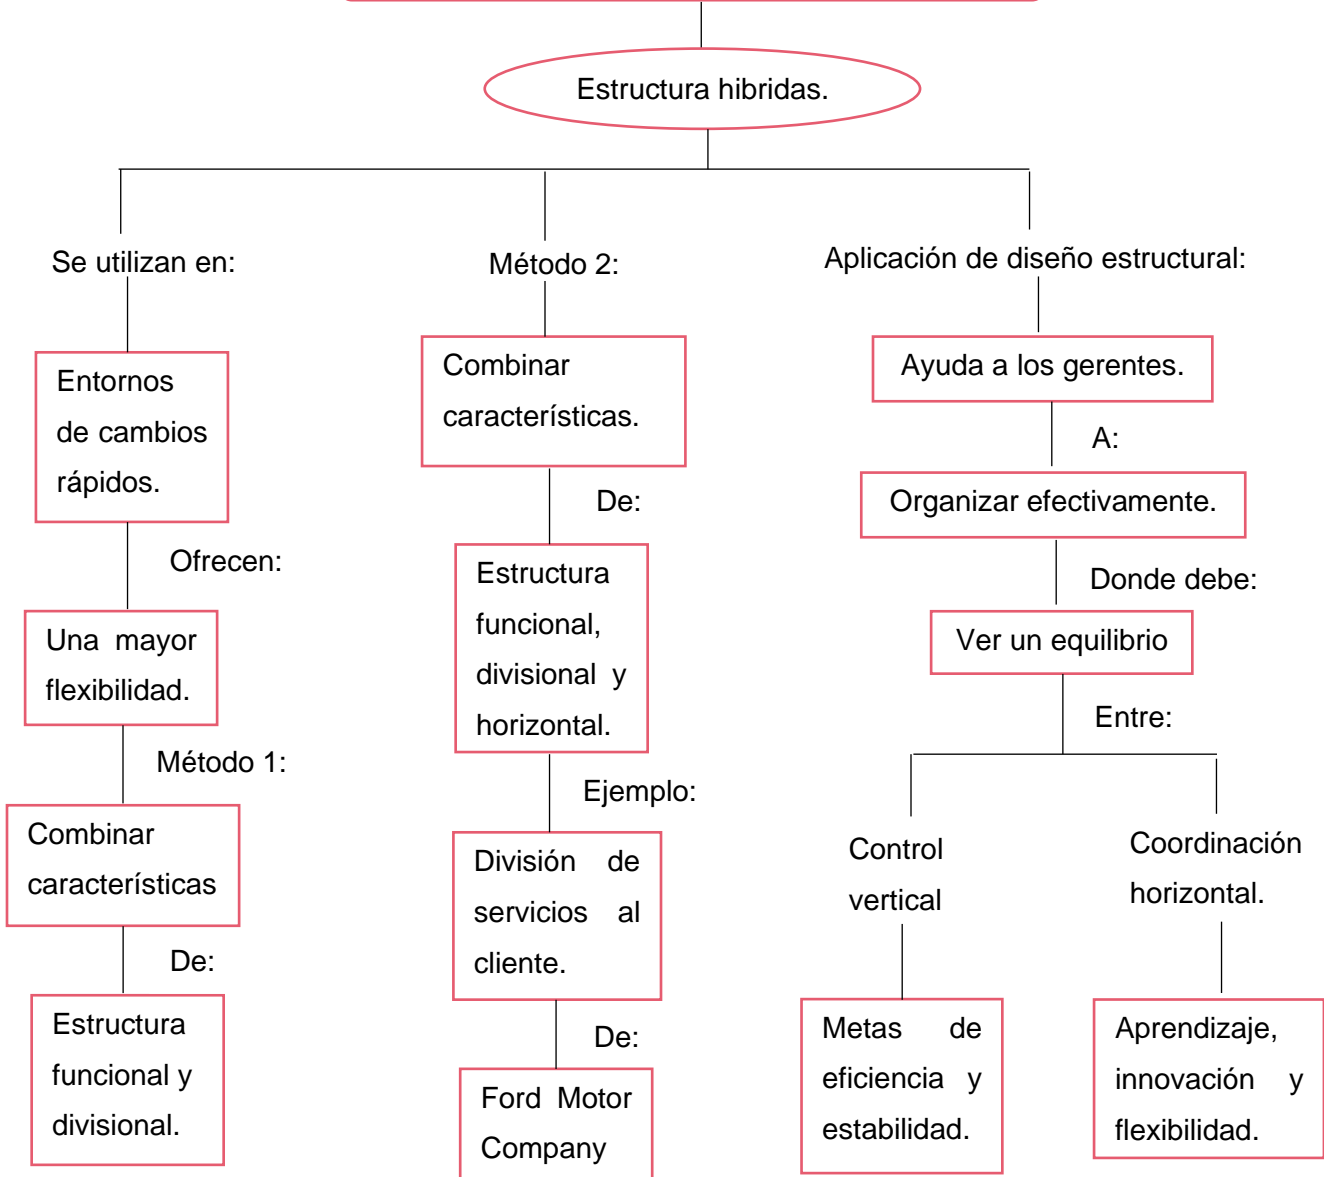 Estructura hibridas.
Se utilizan en:
Entornos
de cambios
rápidos.
Ofrecen:
Una mayor
flexibilidad.
Método 1:
Combinar
características
De:
Estructura
funcional y
divisional.
Método 2:
Combinar
características.
De:
Estructura
funcional,
divisional y
horizontal.
Ejemplo:
División de
servicios al
cliente.
De:
Ford Motor
Company
Aplicación de diseño estructural:
Ayuda a los gerentes.
A:
Organizar efectivamente.
Donde debe:
Ver un equilibrio
Entre:
Control
vertical
Metas de
eficiencia y
estabilidad.
Coordinación
horizontal.
Aprendizaje,
innovación y
flexibilidad.